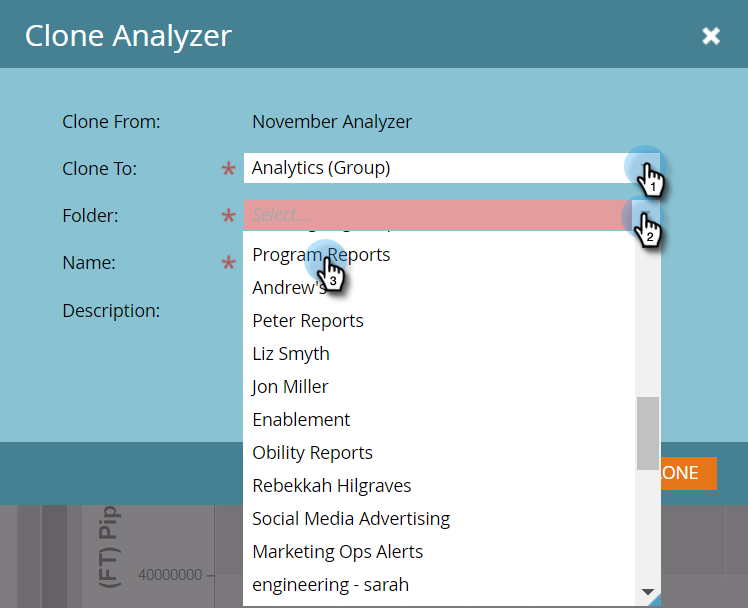 Clone Analyzer
Clone From: November Analyzer
Clone To: * Analytics (Group)
1
Folder: * Select...
2
Name: *
Program Reports
3
Andrew's
Description:
Peter Reports
Liz Smyth
Jon Miller
Enablement
Obility Reports
Rebekkah Hilgraves
Social Media Advertising
Marketing Ops Alerts
engineering - sarah
(FT) Pip
40000000